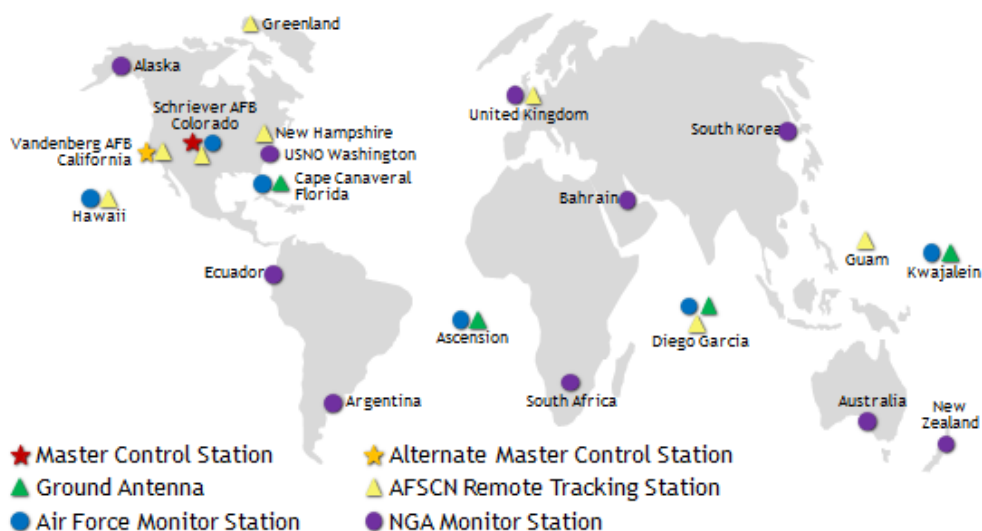 Greenland
Alaska
Schriever AFB
Colorado
Vandenberg AFB
California
New Hampshire
USNO Washington
Cape Canaveral
Florida
Hawaii
United Kingdom
South Korea
Bahrain
Ecuador
Guam
Kwajalein
Ascension
Diego Garcia
Argentina
South Africa
Australia
New
Zealand
Master Control Station
Alternate Master Control Station
Ground Antenna
AFSCN Remote Tracking Station
Air Force Monitor Station
NGA Monitor Station